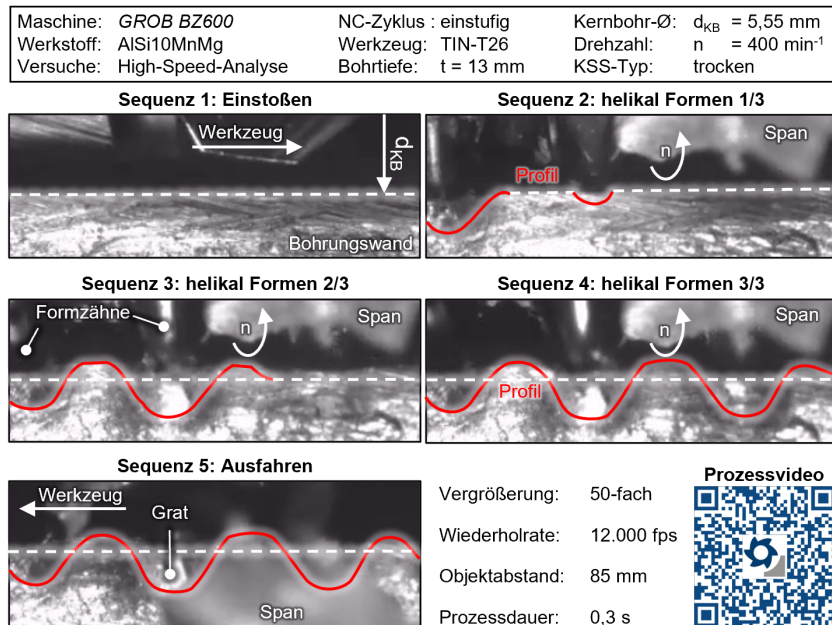 Maschine: GROB BZ600 NC-Zyklus : einstufig Kernbohr-Ø: dKB = 5,55 mm
Werkstoff: AlSi10MnMg Werkzeug: TIN-T26 Drehzahl: n = 400 min⁻¹
Versuche: High-Speed-Analyse Bohrtiefe: t = 13 mm KSS-Typ: trocken
Sequenz 1: Einstoßen
Werkzeug
dKB
Bohrungswand
Sequenz 2: helikal Formen 1/3
Span
n
Profil
Sequenz 3: helikal Formen 2/3
Formzähne
n
Span
Sequenz 4: helikal Formen 3/3
Span
n
Profil
Sequenz 5: Ausfahren
Werkzeug
Grat
Span
Vergrößerung: 50-fach
Wiederholrate: 12.000 fps
Objektabstand: 85 mm
Prozessdauer: 0,3 s
Prozessvideo